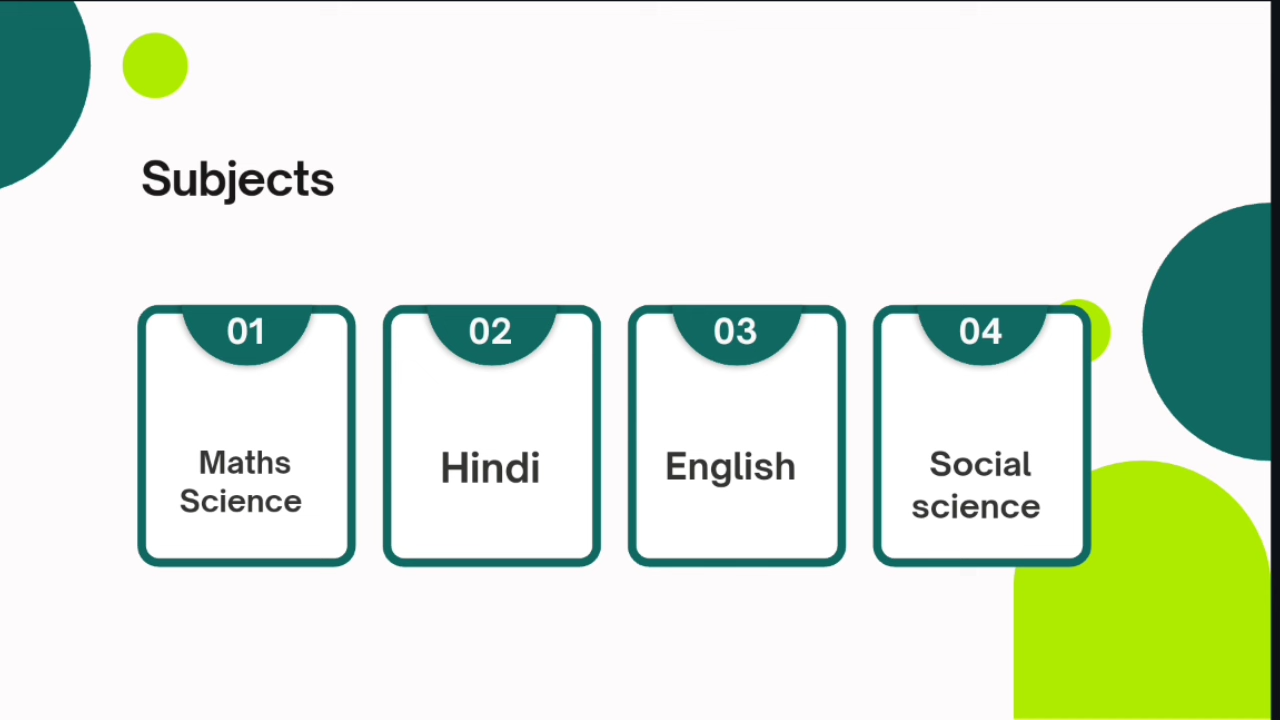 Subjects
01
Maths
Science
02
Hindi
03
English
04
Social
science